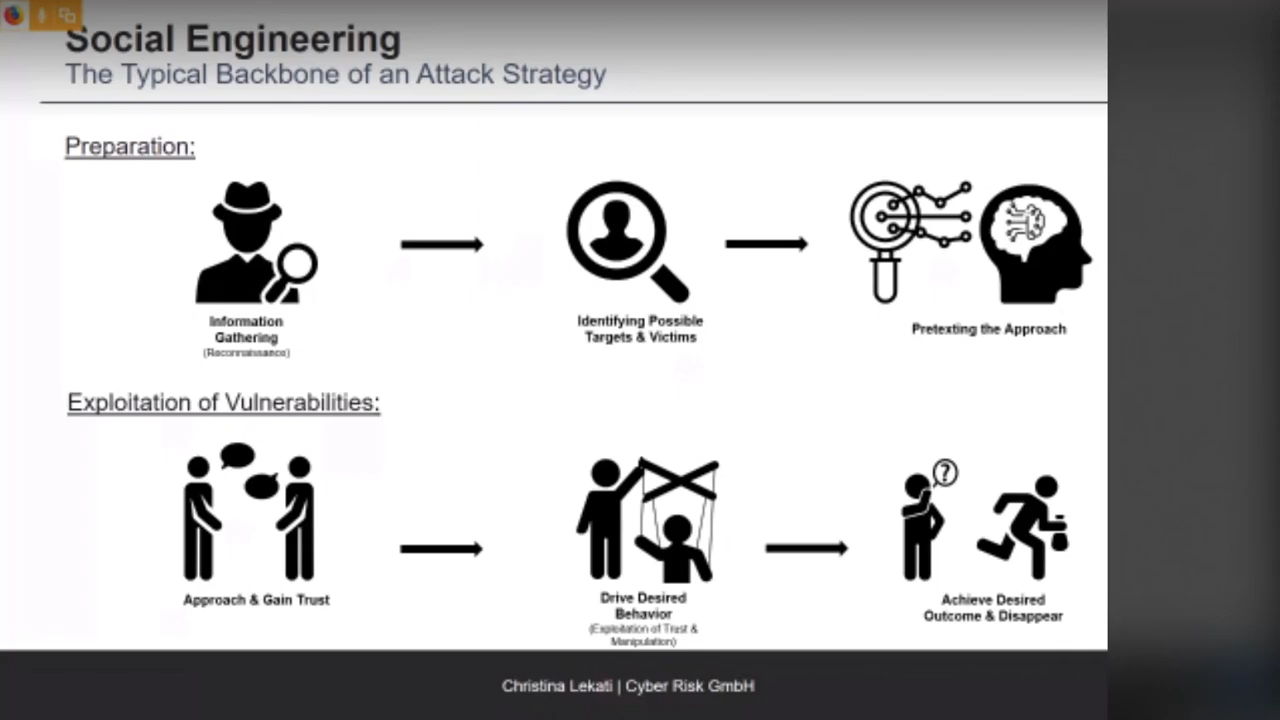 Social Engineering
The Typical Backbone of an Attack Strategy
Preparation:
Information
Gathering
(Reconnaissance)
Identifying Possible
Targets & Victims
Pretexting the Approach
Exploitation of Vulnerabilities:
Approach & Gain Trust
Drive Desired
Behavior
(Exploitation of Trust &
Manipulation)
?
Achieve Desired
Outcome & Disappear
Christina Lekati | Cyber Risk GmbH